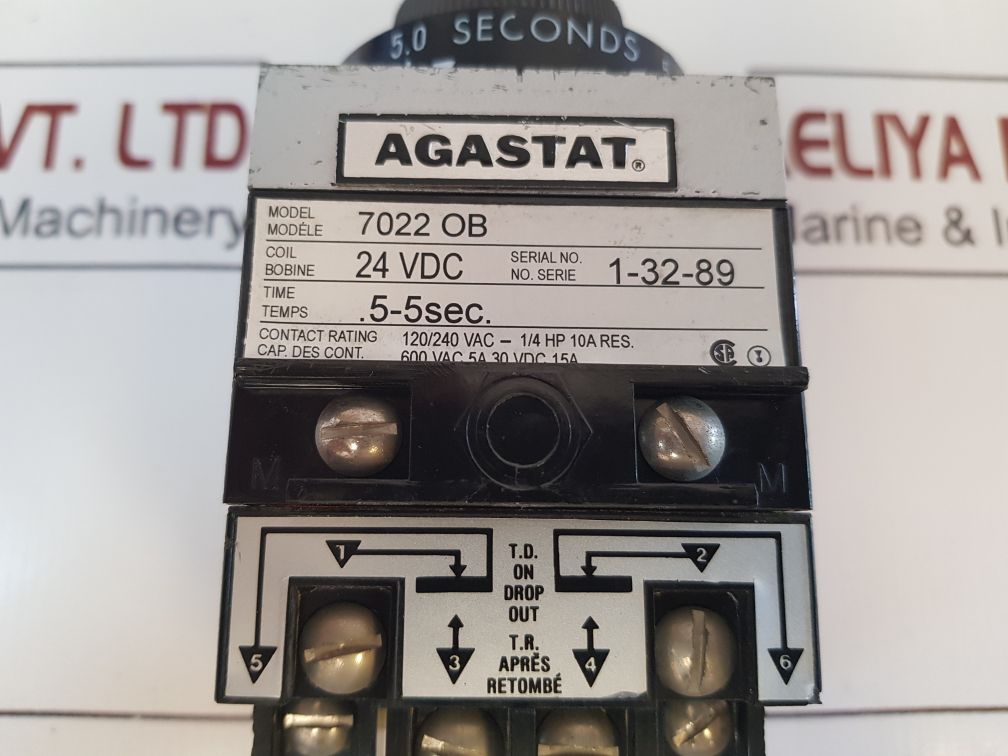 5.0 SECONDS
VT. LTD
ELIYA
Machinery
arine & I
AGASTAT®
MODEL
MODÈLE
7022 OB
COIL
BOBINE
24 VDC
SERIAL NO.
NO. SERIE
1-32-89
TIME
TEMPS
.5-5sec.
CONTACT RATING 120/240 VAC – 1/4 HP 10A RES.
CAP. DES CONT. 600 VAC 5A 30 VDC 15A
M M
1 2
T.D.
ON
DROP
OUT
5 3 4 6
T.R.
APRÈS
RETOMBÉ